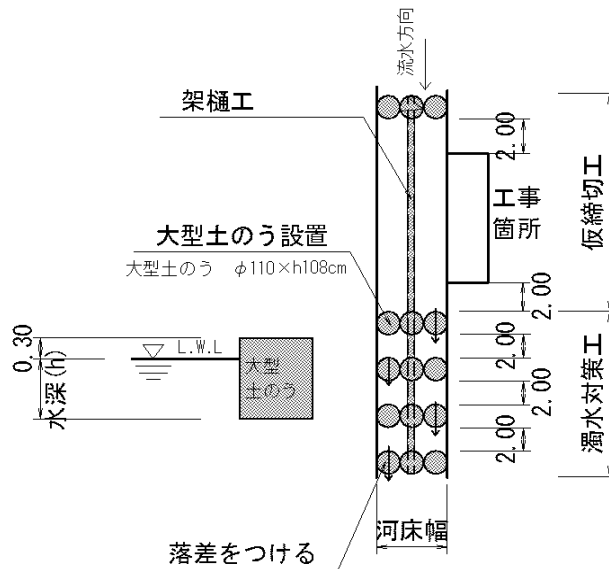 流水方向
架樋工
2.00
工事
箇所
仮締切工
大型土のう設置
大型土のう φ110×h108cm
2.00
0.30
L.W.L
水深(h)
大型
土のう
2.00
2.00
2.00
濁水対策工
河床幅
落差をつける